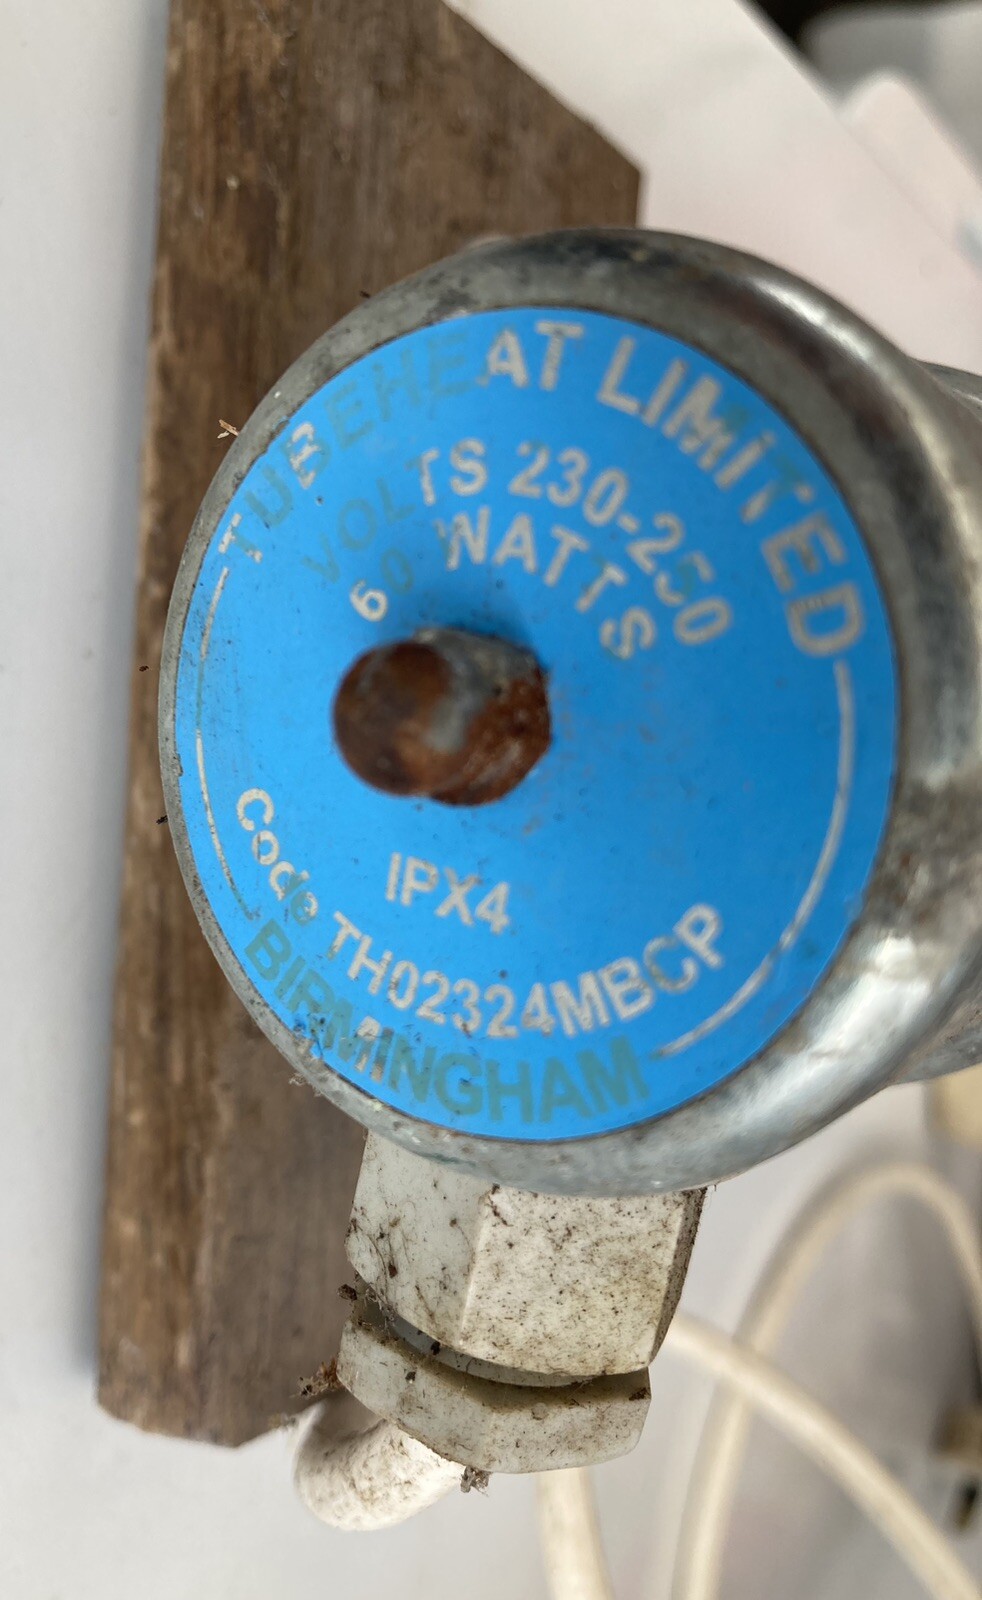 TUBEHEAT LIMITED
VOLTS 230-250
60 WATTS
IPX4
Code TH02324MBCP
BIRMINGHAM